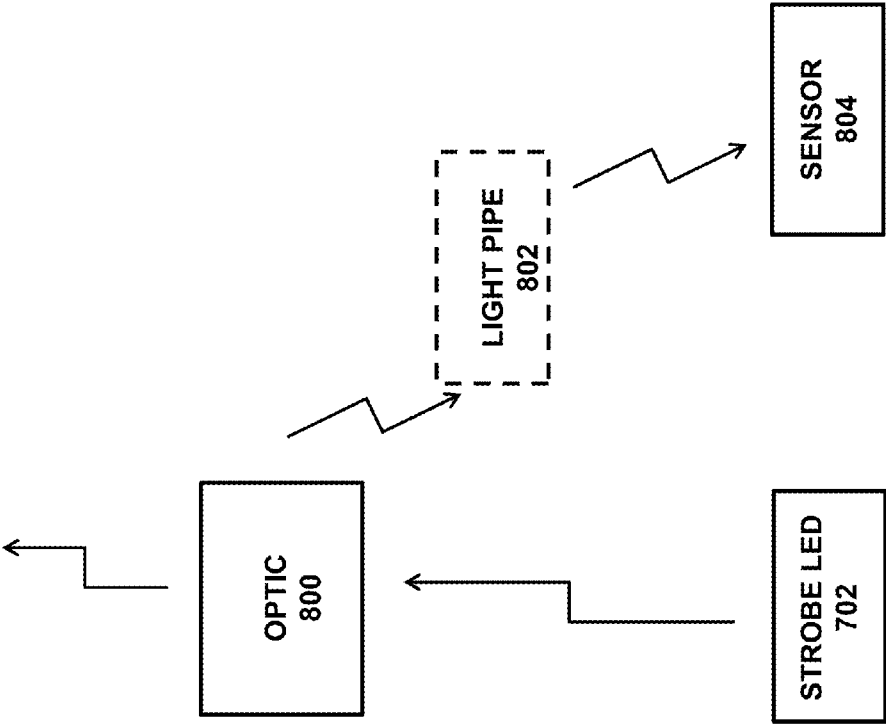 OPTIC
800
LIGHT PIPE
802
STROBE LED
702
SENSOR
804